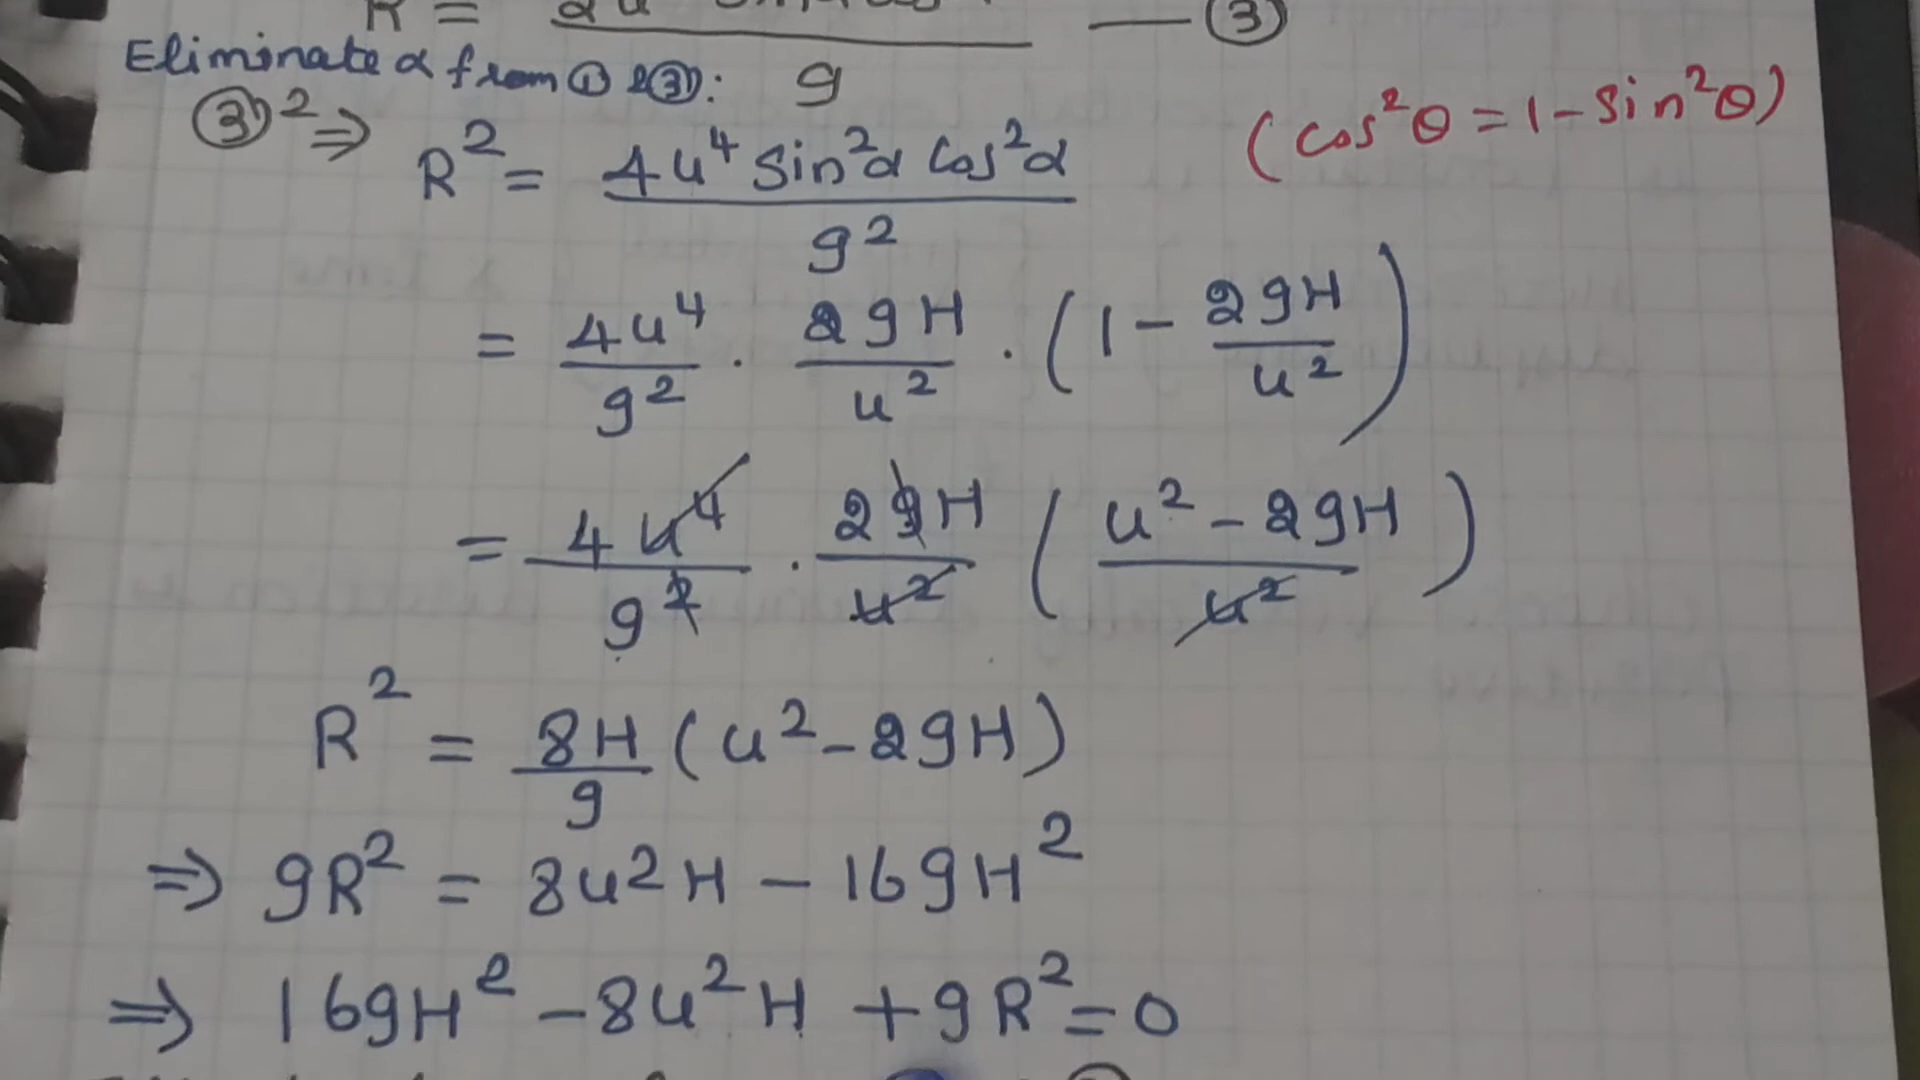 R = ③
Eliminate α from ① & ③: g
③² ⇒ R² = 4u⁴ Sin²α Cos²α / g² (Cos²θ = 1 - Sin²θ)
= 4u⁴/g² . 2gH/u² . (1 - 2gH/u²)
= 4u⁴/g² . 2gH/u² (u² - 2gH / u²)
R² = 8H/g (u² - 2gH)
⇒ gR² = 8u²H - 16gH²
⇒ 16gH² - 8u²H + gR² = 0